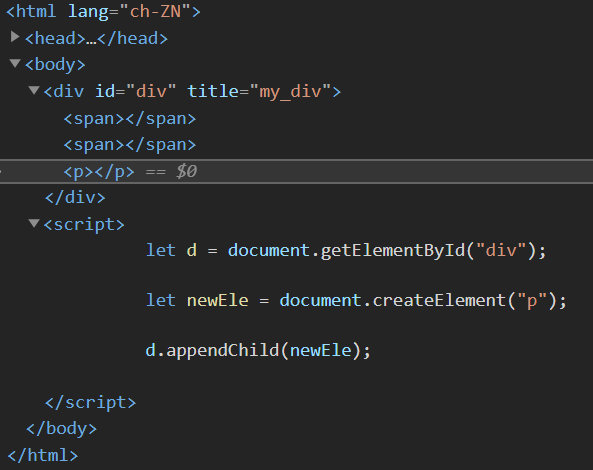 <html lang="ch-ZN">
<head>…</head>
<body>
<div id="div" title="my_div">
<span></span>
<span></span>
<p></p> == $0
</div>
<script>
let d = document.getElementById("div");
let newEle = document.createElement("p");
d.appendChild(newEle);
</script>
</body>
</html>